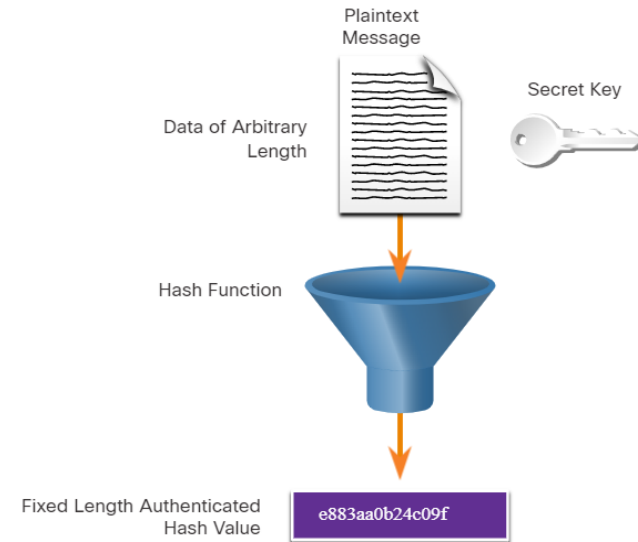 Plaintext
Message
Secret Key
Data of Arbitrary
Length
Hash Function
Fixed Length Authenticated
Hash Value
e883aa0b24c09f